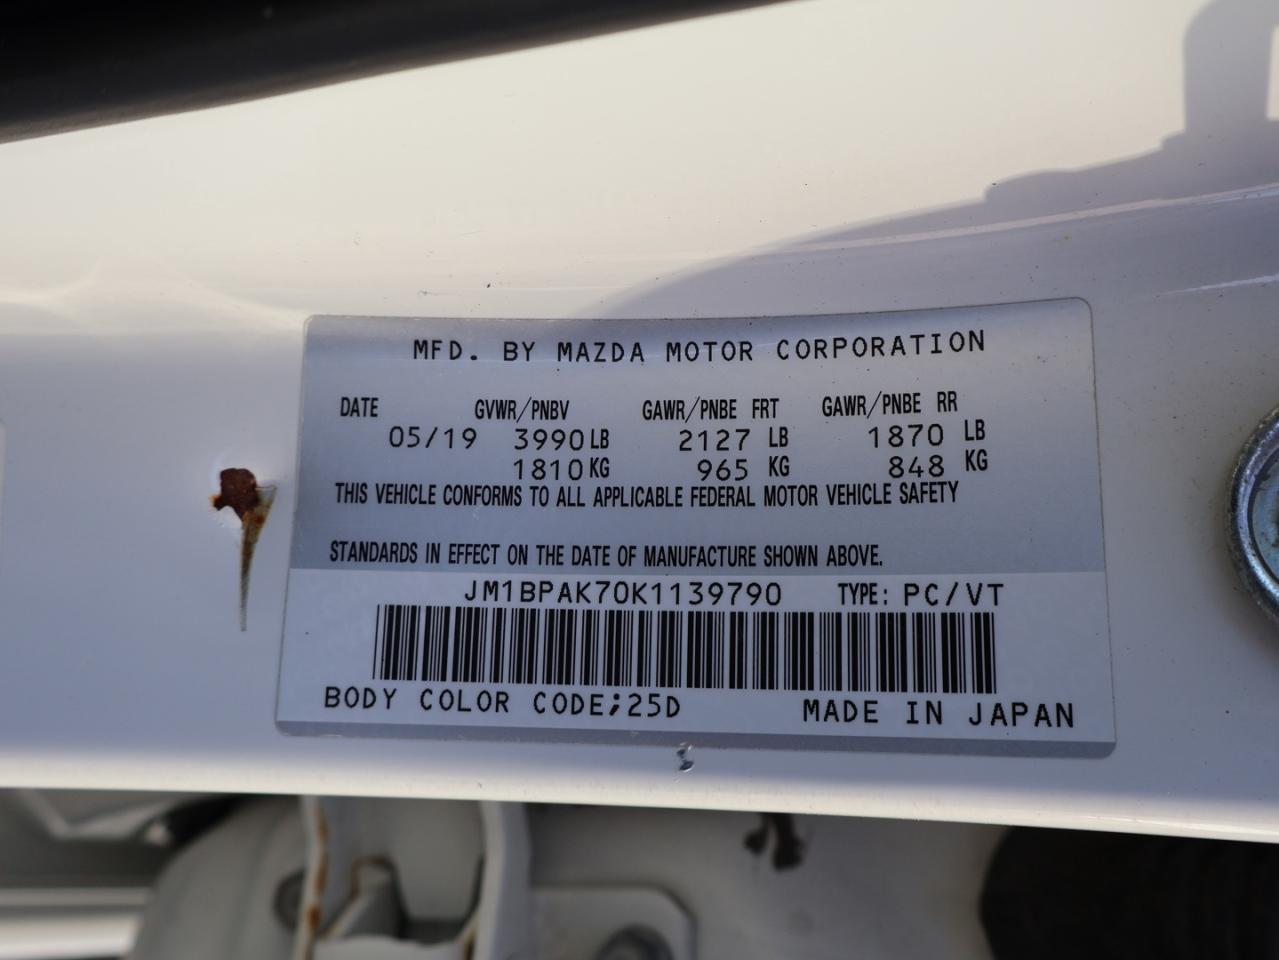 MFD. BY MAZDA MOTOR CORPORATION
DATE GVWR/PNBV GAWR/PNBE FRT GAWR/PNBE RR
05/19 3990 LB 2127 LB 1870 LB
1810 KG 965 KG 848 KG
THIS VEHICLE CONFORMS TO ALL APPLICABLE FEDERAL MOTOR VEHICLE SAFETY
STANDARDS IN EFFECT ON THE DATE OF MANUFACTURE SHOWN ABOVE.
JM1BPAK70K1139790 TYPE: PC/VT
BODY COLOR CODE;25D MADE IN JAPAN